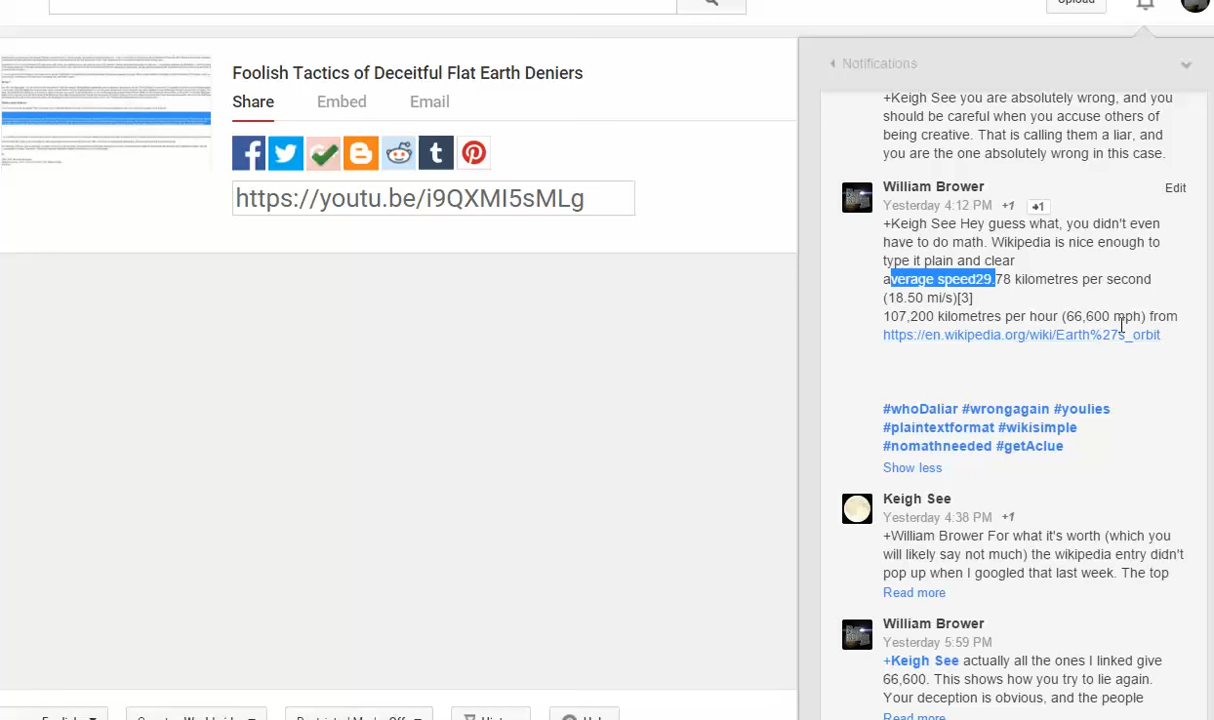 Upload
Notifications
Foolish Tactics of Deceitful Flat Earth Deniers
Share Embed Email
https://youtu.be/i9QXMI5sMLg
+Keigh See you are absolutely wrong, and you
should be careful when you accuse others of
being creative. That is calling them a liar, and
you are the one absolutely wrong in this case.
William Brower
Edit
Yesterday 4:12 PM +1 +1
+Keigh See Hey guess what, you didn't even
have to do math. Wikipedia is nice enough to
type it plain and clear
average speed29.78 kilometres per second
(18.50 mi/s)[3]
107,200 kilometres per hour (66,600 mph) from
https://en.wikipedia.org/wiki/Earth%27s_orbit
#whoDaliar #wrongagain #youlies
#plaintextformat #wikisimple
#nomathneeded #getAclue
Show less
Keigh See
Yesterday 4:38 PM +1
+William Brower For what it's worth (which you
will likely say not much) the wikipedia entry didn't
pop up when I googled that last week. The top
Read more
William Brower
Yesterday 5:59 PM
+Keigh See actually all the ones I linked give
66,600. This shows how you try to lie again.
Your deception is obvious, and the people
Read more